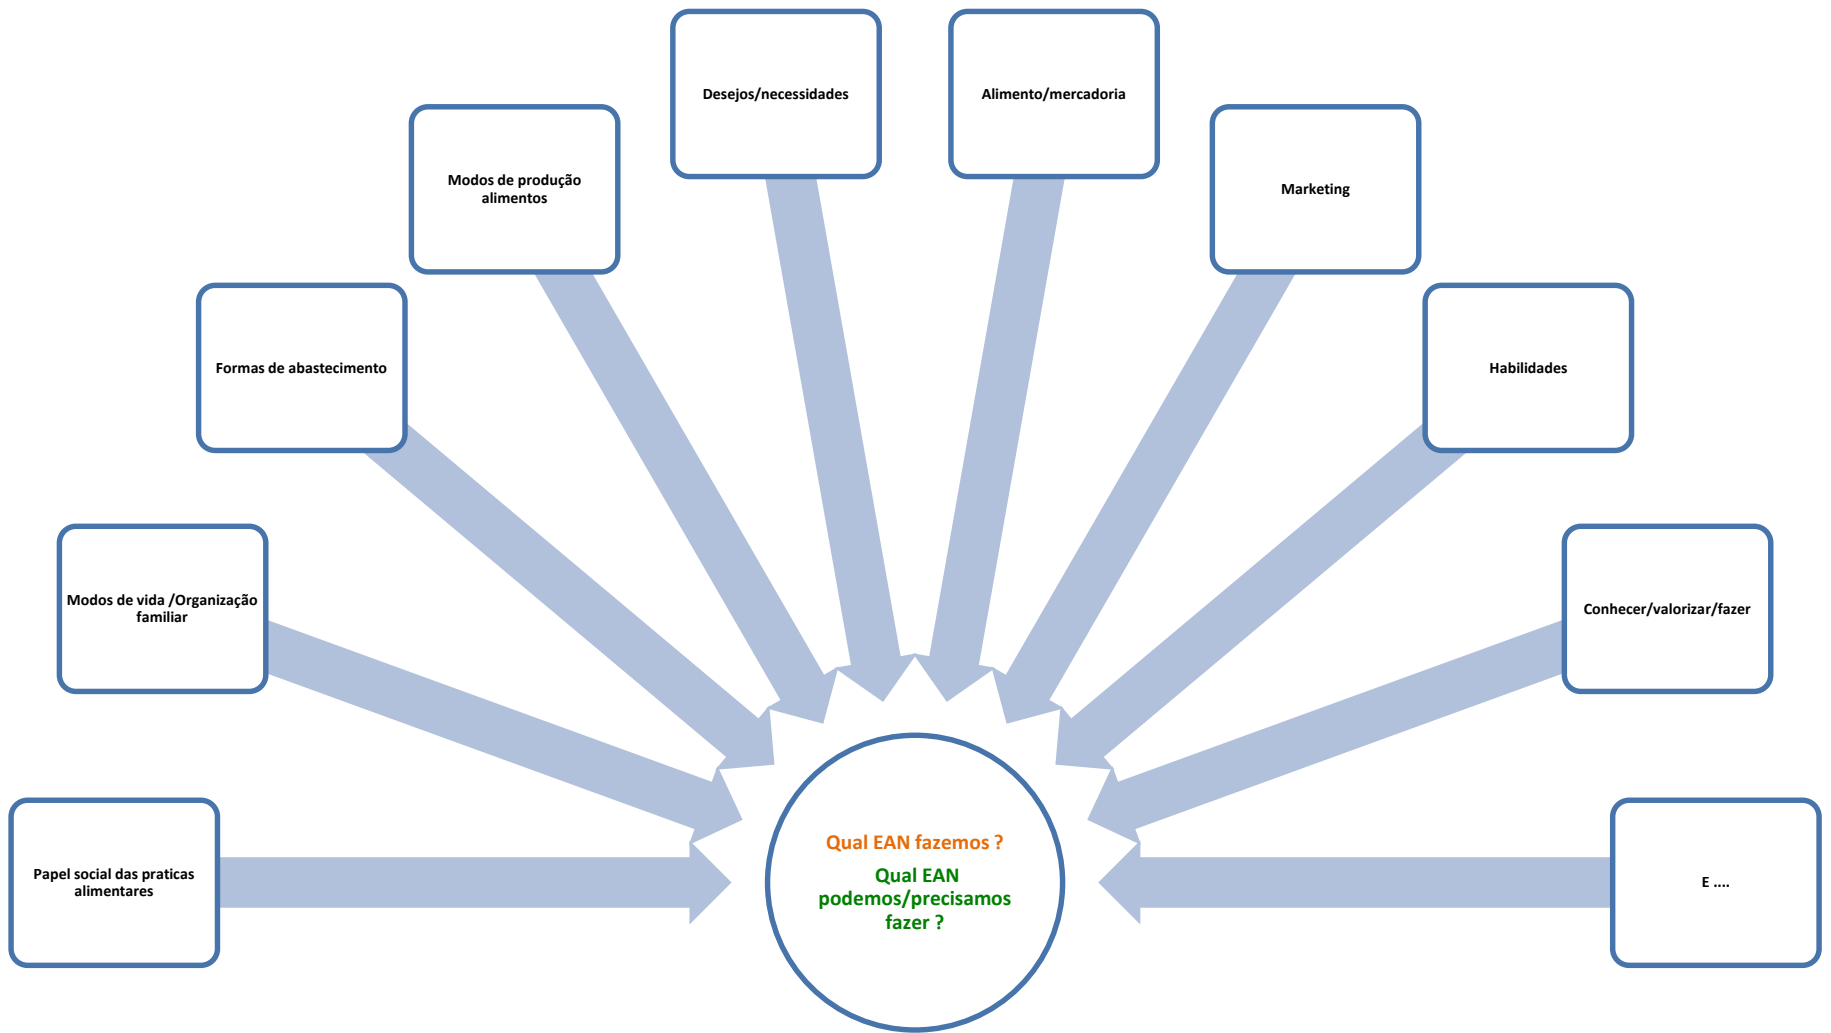 Desejos/necessidades
Alimento/mercadoria
Modos de produção
alimentos
Marketing
Formas de abastecimento
Habilidades
Modos de vida /Organização
familiar
Conhecer/valorizar/fazer
Papel social das praticas
alimentares
Qual EAN fazemos ?
Qual EAN
podemos/precisamos
fazer ?
E ....